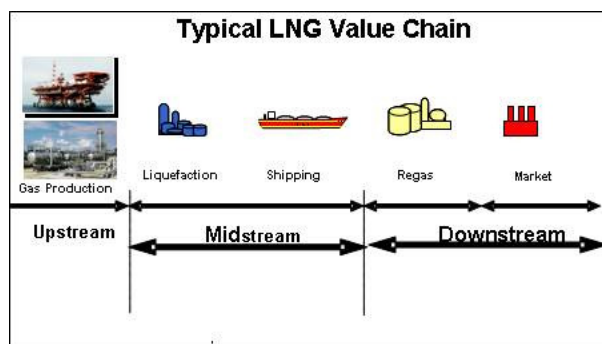 Typical LNG Value Chain
Gas Production
Liquefaction
Shipping
Regas
Market
Upstream
Midstream
Downstream